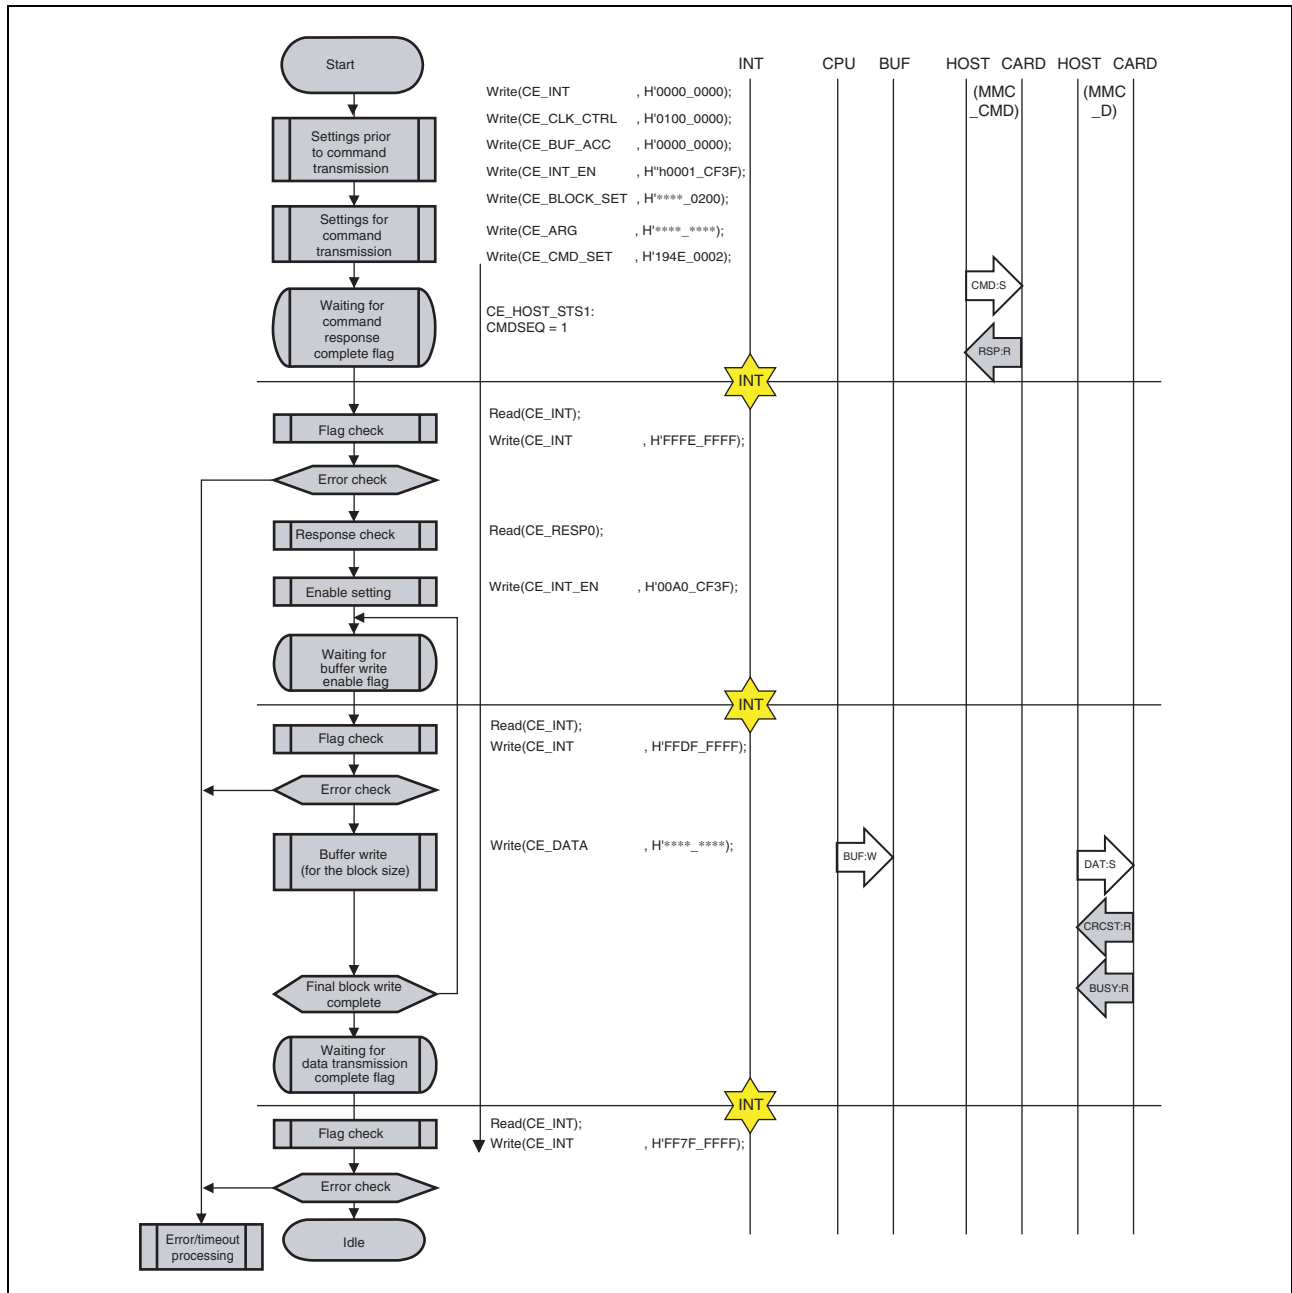 Start
INT
CPU
BUF
HOST
CARD
HOST
CARD
(MMC
_CMD)
(MMC
_D)
Write(CE_INT , H'0000_0000);
Write(CE_CLK_CTRL , H'0100_0000);
Write(CE_BUF_ACC , H'0000_0000);
Write(CE_INT_EN , H''h0001_CF3F);
Write(CE_BLOCK_SET , H'****_0200);
Write(CE_ARG , H'****_****);
Write(CE_CMD_SET , H'194E_0002);
Settings prior
to command
transmission
Settings for
command
transmission
Waiting for
command
response
complete flag
CE_HOST_STS1:
CMDSEQ = 1
CMD:S
RSP:R
INT
Flag check
Read(CE_INT);
Write(CE_INT , H'FFFE_FFFF);
Error check
Response check
Read(CE_RESP0);
Enable setting
Write(CE_INT_EN , H'00A0_CF3F);
Waiting for
buffer write
enable flag
INT
Flag check
Read(CE_INT);
Write(CE_INT , H'FFDF_FFFF);
Error check
Buffer write
(for the block size)
Write(CE_DATA , H'****_****);
BUF:W
DAT:S
CRCST:R
BUSY:R
Final block write
complete
Waiting for
data transmission
complete flag
INT
Flag check
Read(CE_INT);
Write(CE_INT , H'FF7F_FFFF);
Error check
Error/timeout
processing
Idle